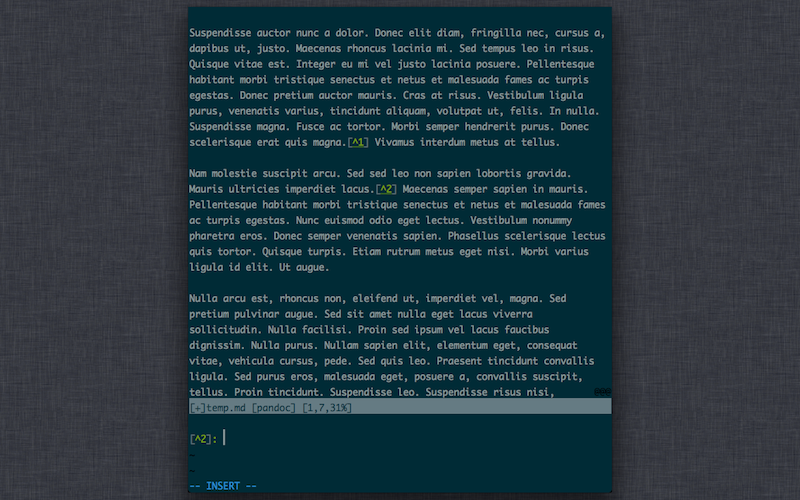 Suspendisse auctor nunc a dolor. Donec elit diam, fringilla nec, cursus a,
dapibus ut, justo. Maecenas rhoncus lacinia mi. Sed tempus leo in risus.
Quisque vitae est. Integer eu mi vel justo lacinia posuere. Pellentesque
habitant morbi tristique senectus et netus et malesuada fames ac turpis
egestas. Donec pretium auctor mauris. Cras at risus. Vestibulum ligula
purus, venenatis varius, tincidunt aliquam, volutpat ut, felis. In nulla.
Suspendisse magna. Fusce ac tortor. Morbi semper hendrerit purus. Donec
scelerisque erat quis magna.[^1] Vivamus interdum metus at tellus.
Nam molestie suscipit arcu. Sed sed leo non sapien lobortis gravida.
Mauris ultricies imperdiet lacus.[^2] Maecenas semper sapien in mauris.
Pellentesque habitant morbi tristique senectus et netus et malesuada fames
ac turpis egestas. Nunc euismod odio eget lectus. Vestibulum nonummy
pharetra eros. Donec semper venenatis sapien. Phasellus scelerisque lectus
quis tortor. Quisque turpis. Etiam rutrum metus eget nisi. Morbi varius
ligula id elit. Ut augue.
Nulla arcu est, rhoncus non, eleifend ut, imperdiet vel, magna. Sed
pretium pulvinar augue. Sed sit amet nulla eget lacus viverra
sollicitudin. Nulla facilisi. Proin sed ipsum vel lacus faucibus
dignissim. Nulla purus. Nullam sapien elit, elementum eget, consequat
vitae, vehicula cursus, pede. Sed quis leo. Praesent tincidunt convallis
ligula. Sed purus eros, malesuada eget, posuere a, convallis suscipit,
tellus. Proin tincidunt. Suspendisse leo. Suspendisse risus nisi, @@@
[+]temp.md [pandoc] [1,7,31%]
[^2]:
~
~
-- INSERT --